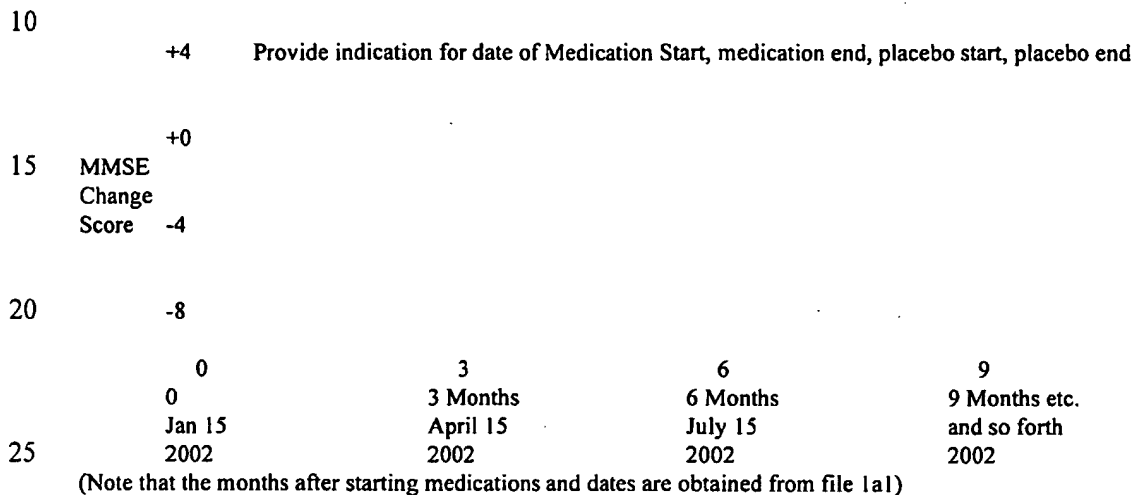 10
+4 Provide indication for date of Medication Start, medication end, placebo start, placebo end
+0
15 MMSE
Change
Score -4
20 -8
0 3 6 9
0 3 Months 6 Months 9 Months etc.
Jan 15 April 15 July 15 and so forth
25 2002 2002 2002 2002
(Note that the months after starting medications and dates are obtained from file 1a1)